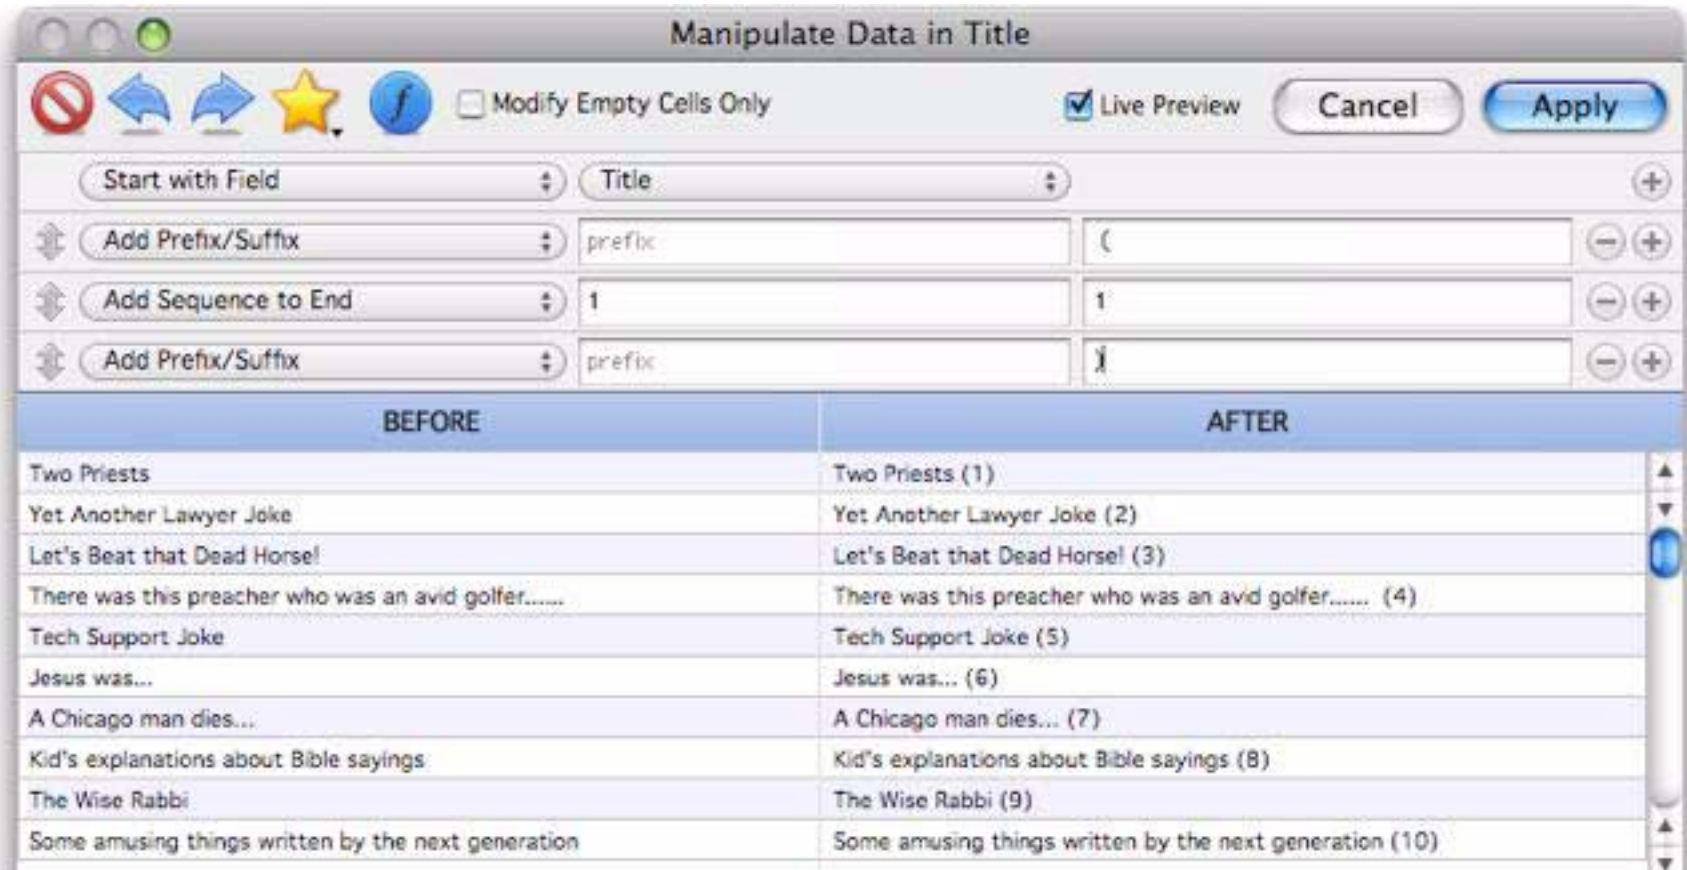 Manipulate Data in Title
f Modify Empty Cells Only Live Preview Cancel Apply
Start with Field Title
Add Prefix/Suffix prefix (
Add Sequence to End 1 1
Add Prefix/Suffix prefix )
BEFORE AFTER
Two Priests Two Priests (1)
Yet Another Lawyer Joke Yet Another Lawyer Joke (2)
Let's Beat that Dead Horse! Let's Beat that Dead Horse! (3)
There was this preacher who was an avid golfer...... There was this preacher who was an avid golfer...... (4)
Tech Support Joke Tech Support Joke (5)
Jesus was... Jesus was... (6)
A Chicago man dies... A Chicago man dies... (7)
Kid's explanations about Bible sayings Kid's explanations about Bible sayings (8)
The Wise Rabbi The Wise Rabbi (9)
Some amusing things written by the next generation Some amusing things written by the next generation (10)